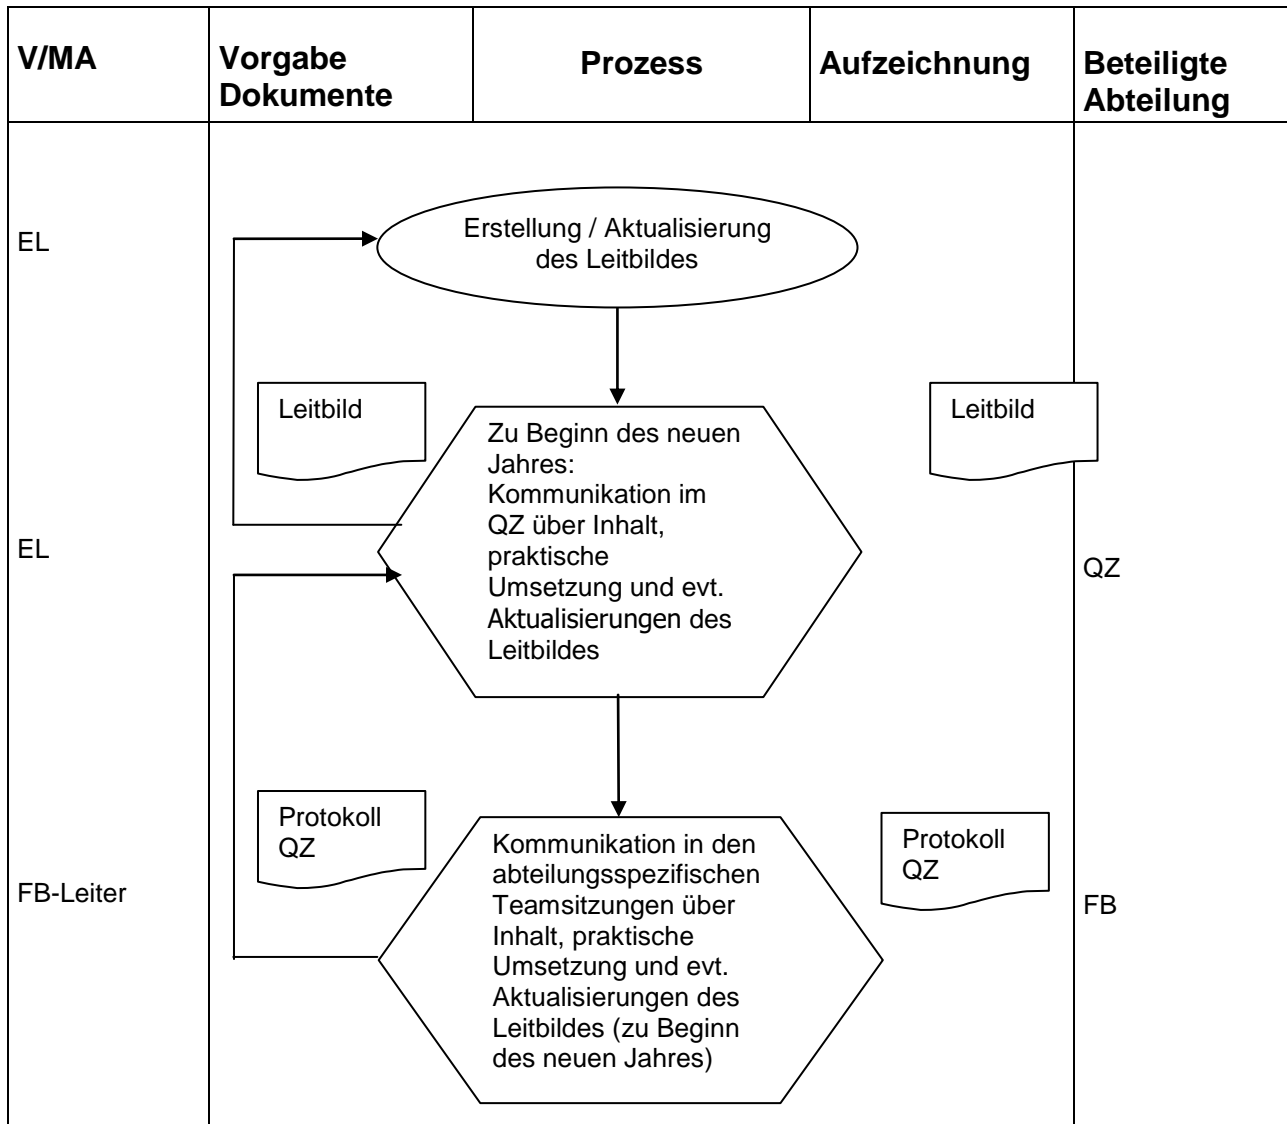 V/MA
Vorgabe
Dokumente
Prozess
Aufzeichnung
Beteiligte
Abteilung
EL
Erstellung / Aktualisierung
des Leitbildes
Leitbild
Leitbild
EL
Zu Beginn des neuen
Jahres:
Kommunikation im
QZ über Inhalt,
praktische
Umsetzung und evt.
Aktualisierungen des
Leitbildes
QZ
FB-Leiter
Protokoll
QZ
Kommunikation in den
abteilungsspezifischen
Teamsitzungen über
Inhalt, praktische
Umsetzung und evt.
Aktualisierungen des
Leitbildes (zu Beginn
des neuen Jahres)
Protokoll
QZ
FB